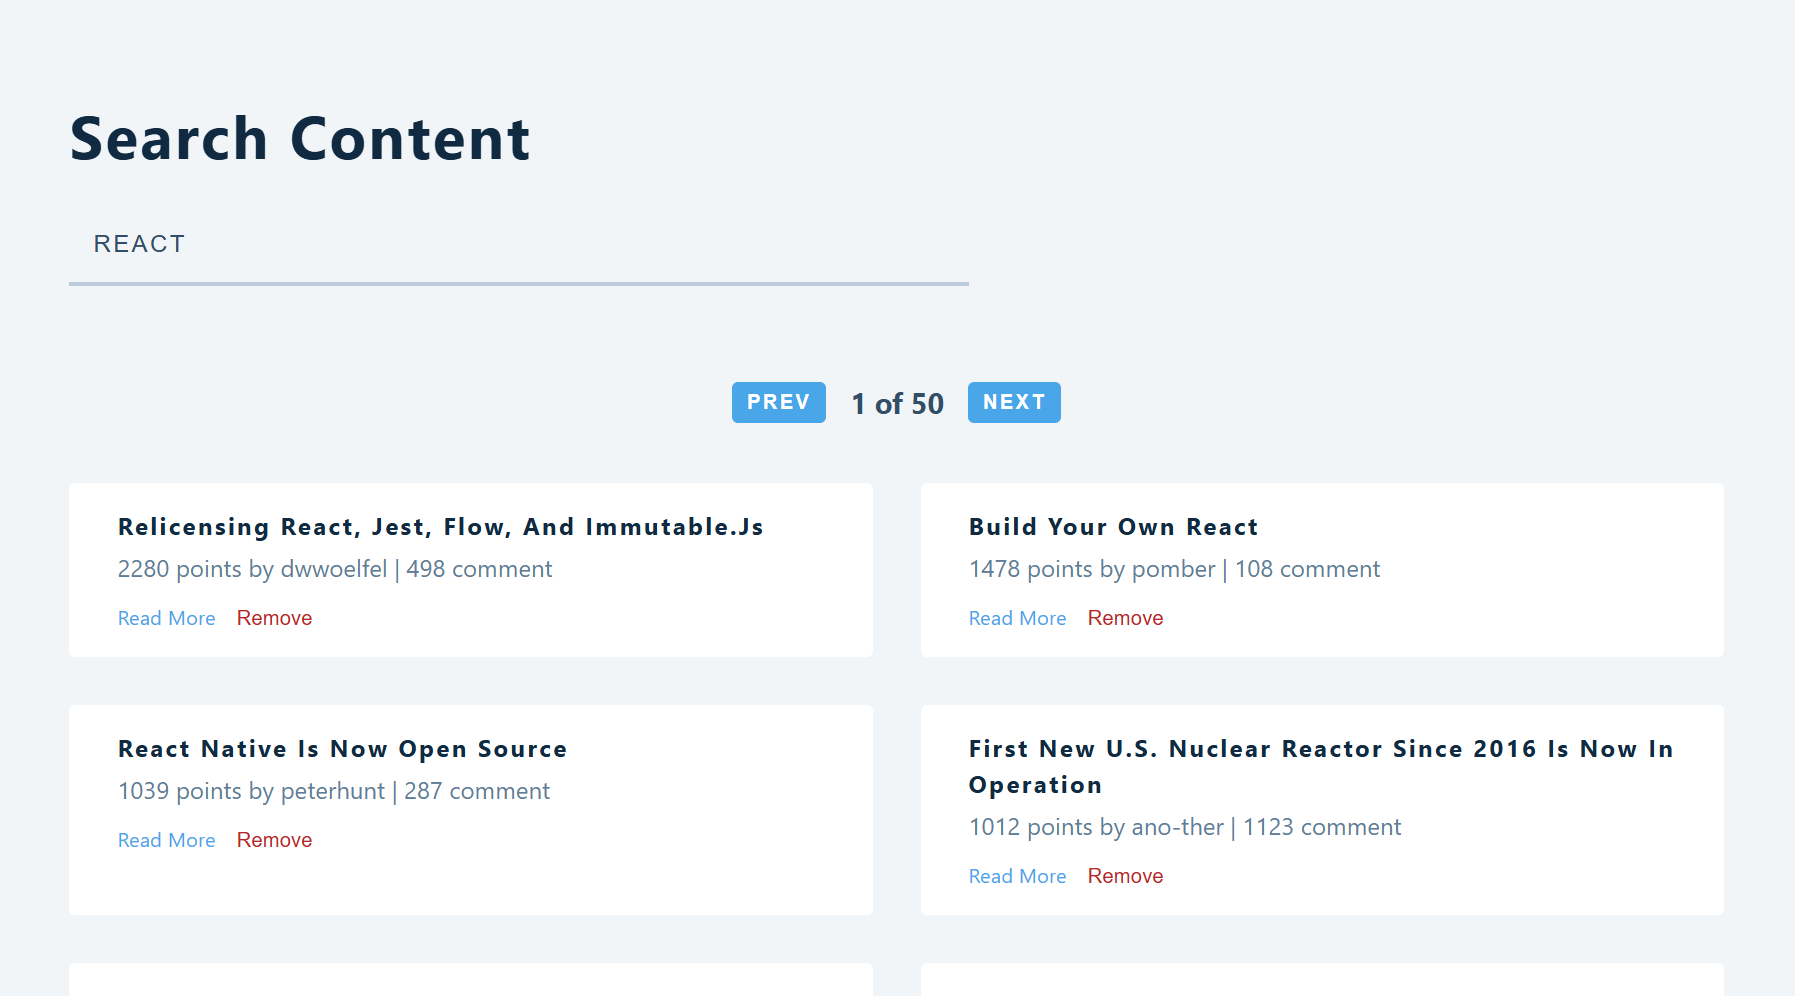 Search Content
REACT
PREV 1 of 50 NEXT
Relicensing React, Jest, Flow, And Immutable.Js
2280 points by dwwoelfel | 498 comment
Read More Remove
Build Your Own React
1478 points by pomber | 108 comment
Read More Remove
React Native Is Now Open Source
1039 points by peterhunt | 287 comment
Read More Remove
First New U.S. Nuclear Reactor Since 2016 Is Now In
Operation
1012 points by ano-ther | 1123 comment
Read More Remove